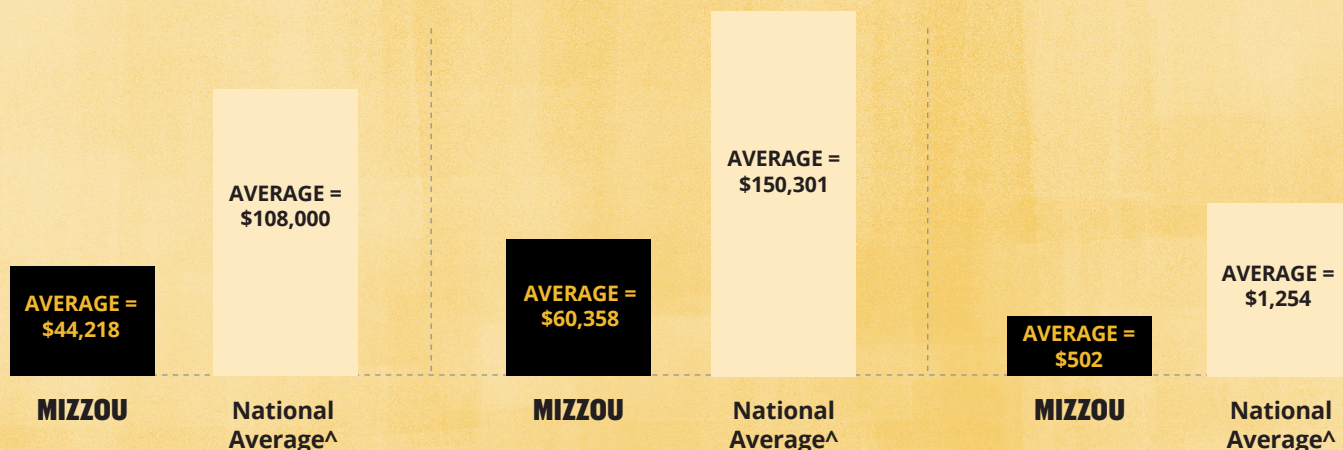 AVERAGE =
$44,218
MIZZOU
AVERAGE =
$108,000
National
Average^
AVERAGE =
$60,358
MIZZOU
AVERAGE =
$150,301
National
Average^
AVERAGE =
$502
MIZZOU
AVERAGE =
$1,254
National
Average^